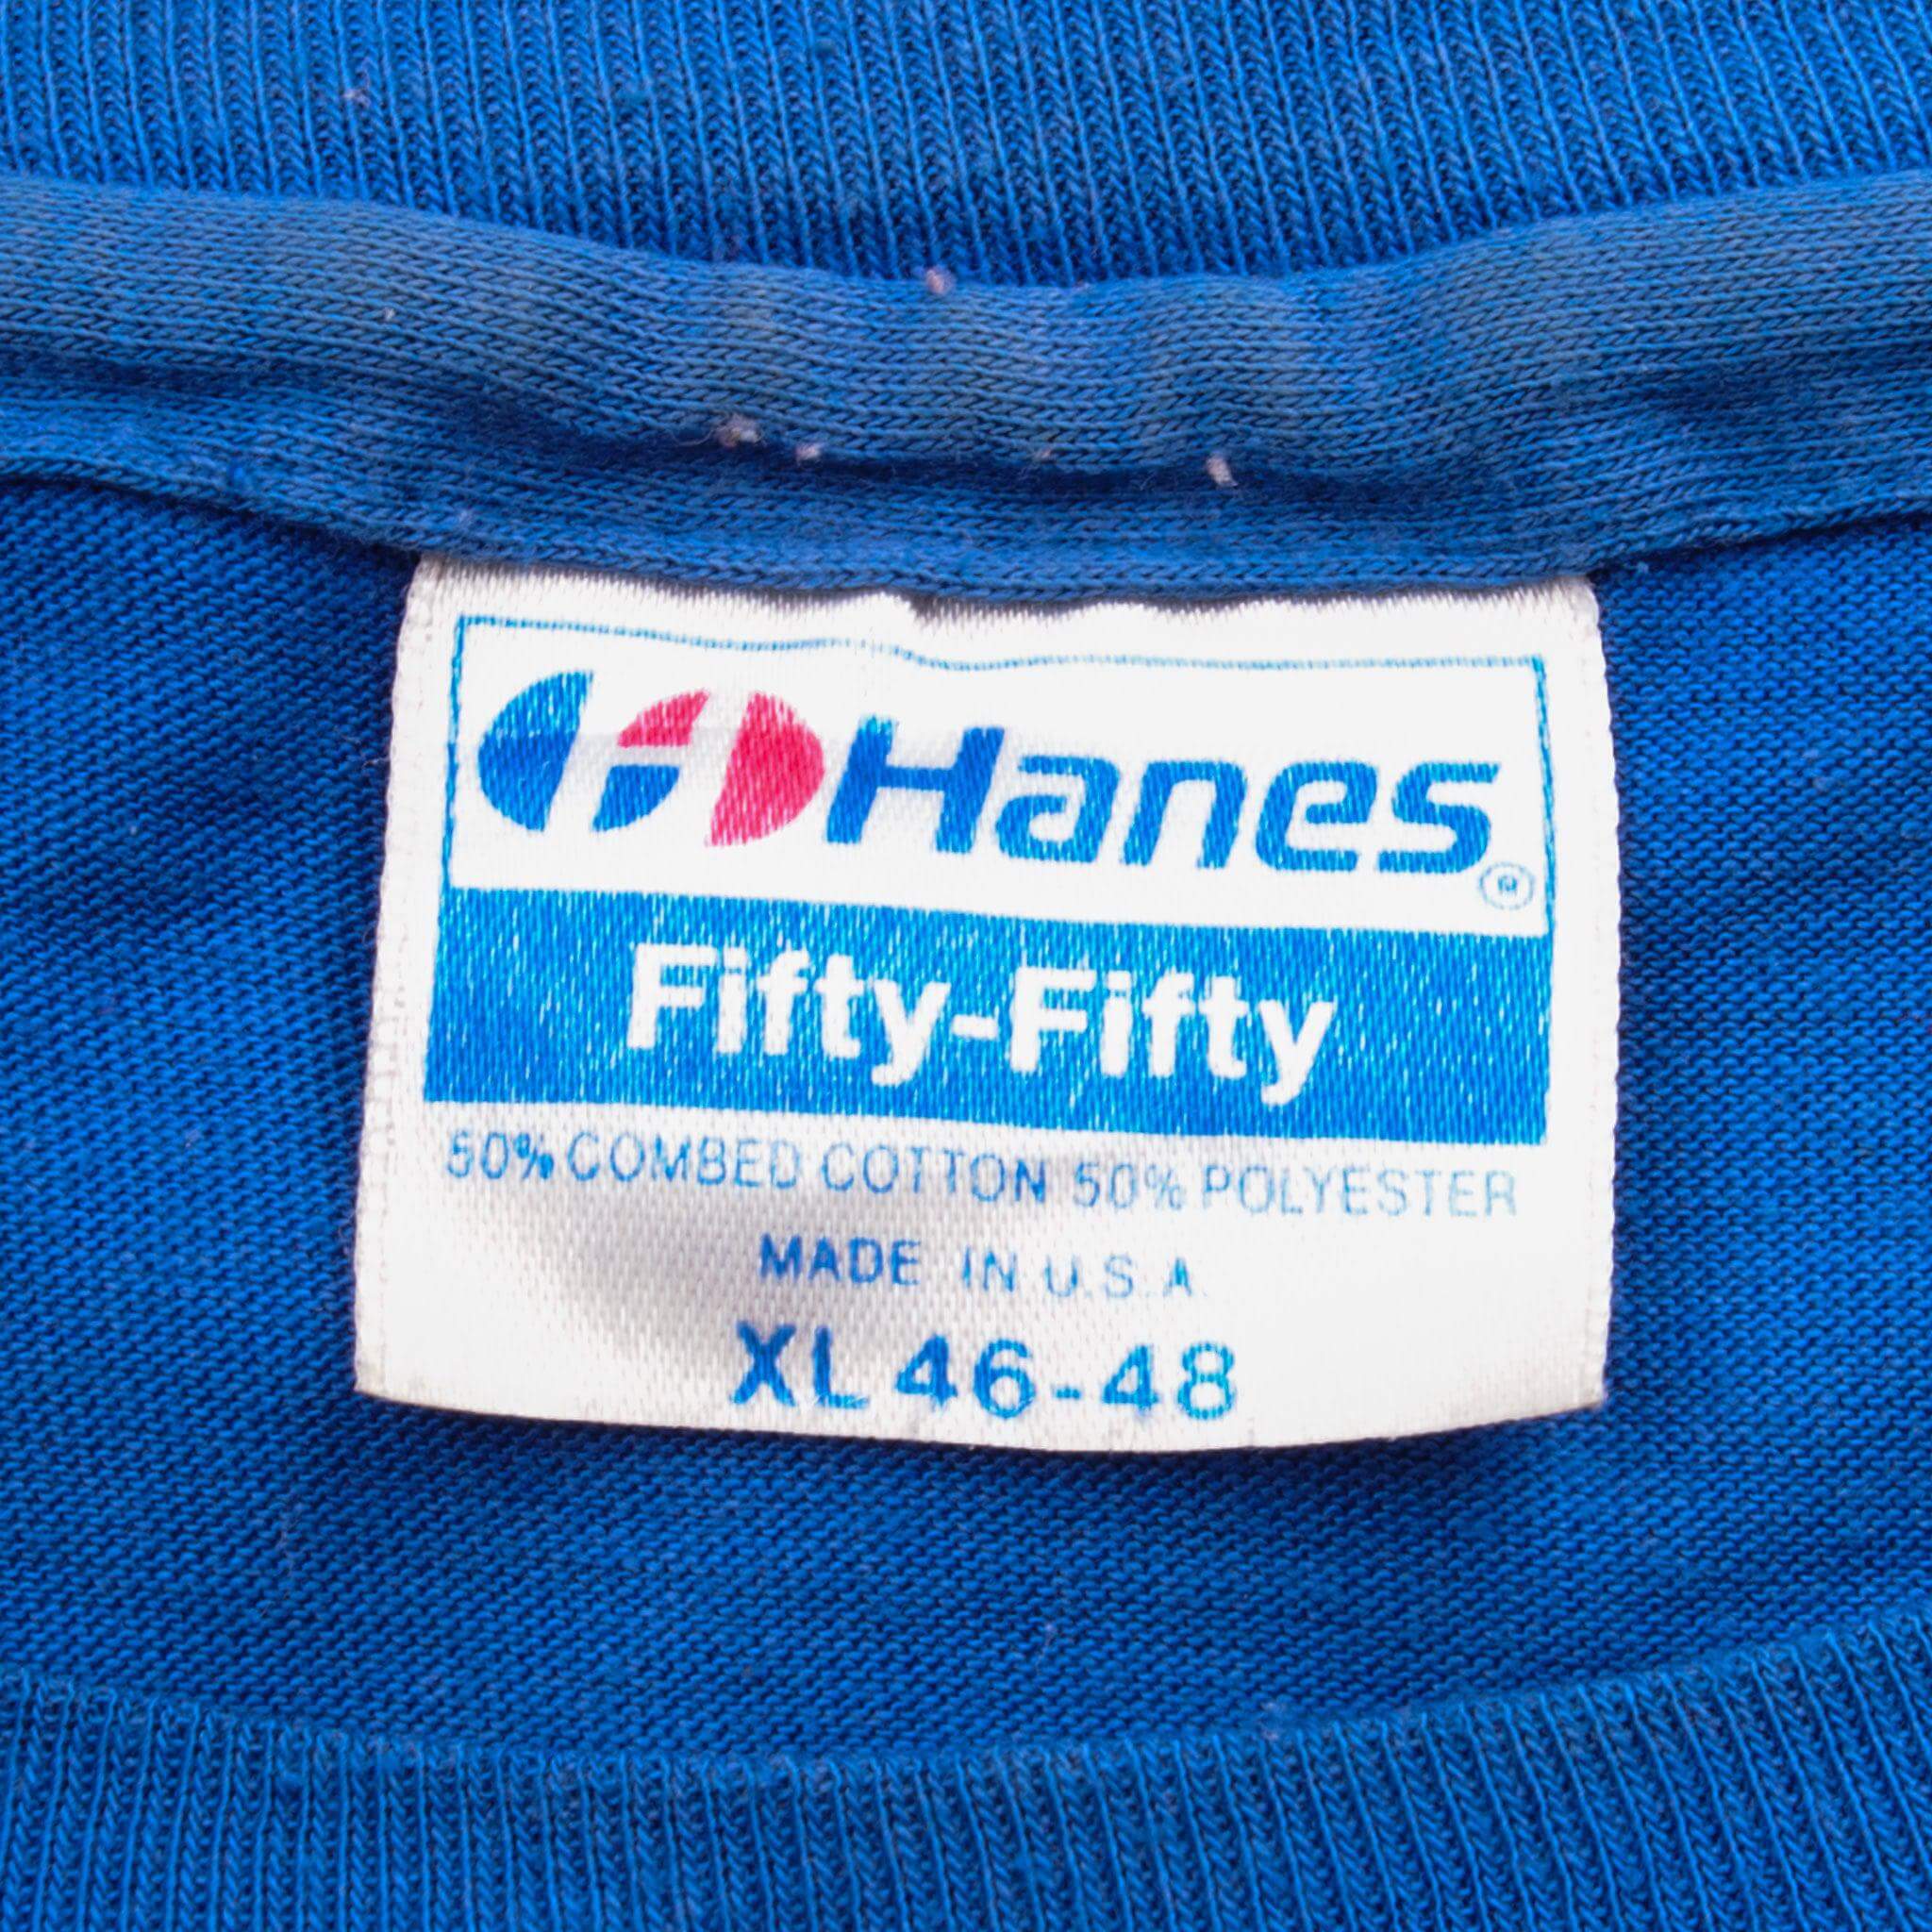 Hanes®
Fifty-Fifty
50% COMBED COTTON 50% POLYESTER
MADE IN U.S.A.
XL 46-48